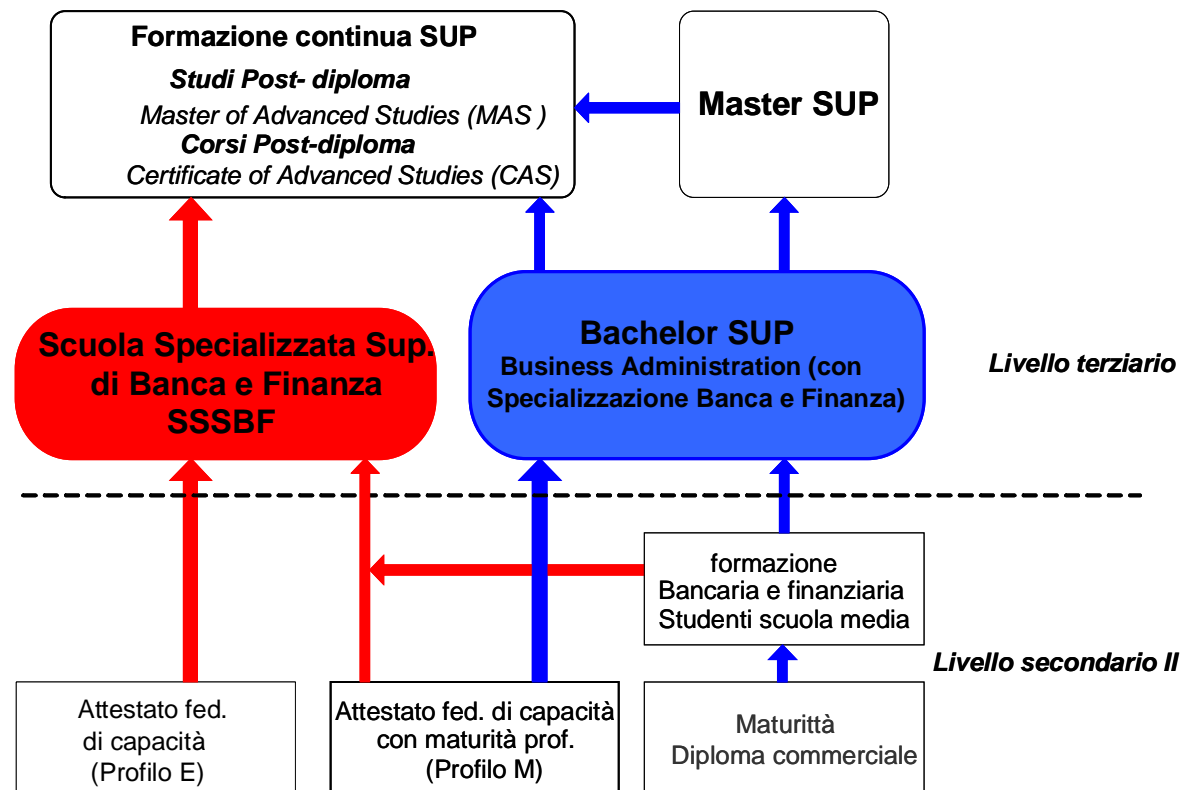 Formazione continua SUP
Studi Post- diploma
Master of Advanced Studies (MAS )
Corsi Post-diploma
Certificate of Advanced Studies (CAS)
Master SUP
Scuola Specializzata Sup.
di Banca e Finanza
SSSBF
Bachelor SUP
Business Administration (con
Specializzazione Banca e Finanza)
Livello terziario
formazione
Bancaria e finanziaria
Studenti scuola media
Livello secondario II
Attestato fed.
di capacità
(Profilo E)
Attestato fed. di capacità
con maturità prof.
(Profilo M)
Maturittà
Diploma commerciale